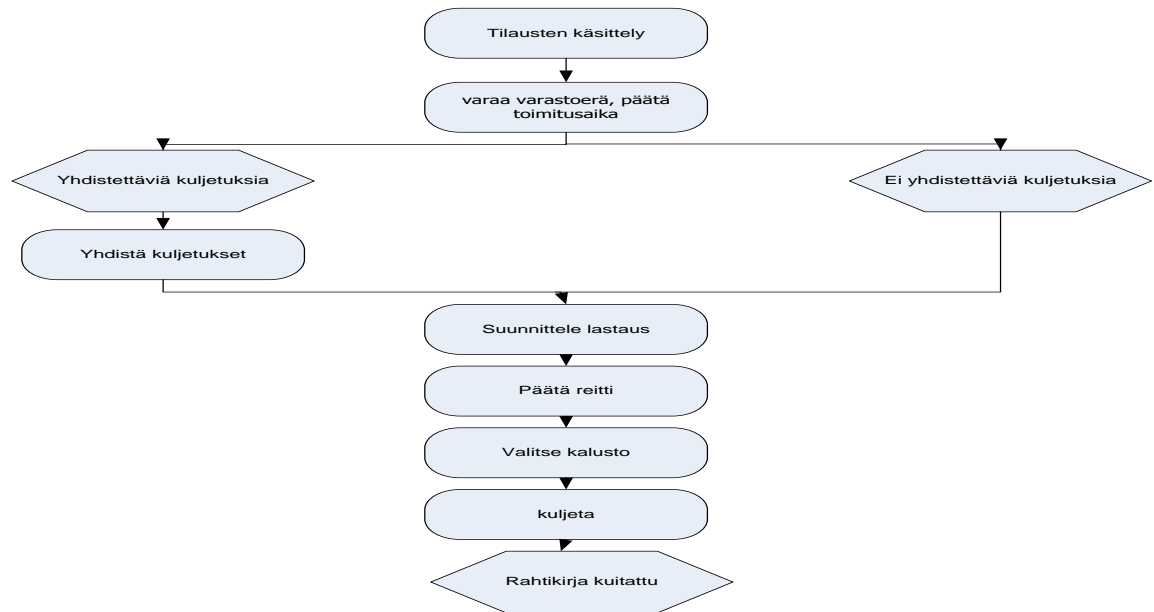 Tilausten käsittely
varaa varastoerä, päätä
toimitusaika
Yhdistettäviä kuljetuksia
Ei yhdistettäviä kuljetuksia
Yhdistä kuljetukset
Suunnittele lastaus
Päätä reitti
Valitse kalusto
kuljeta
Rahtikirja kuitattu